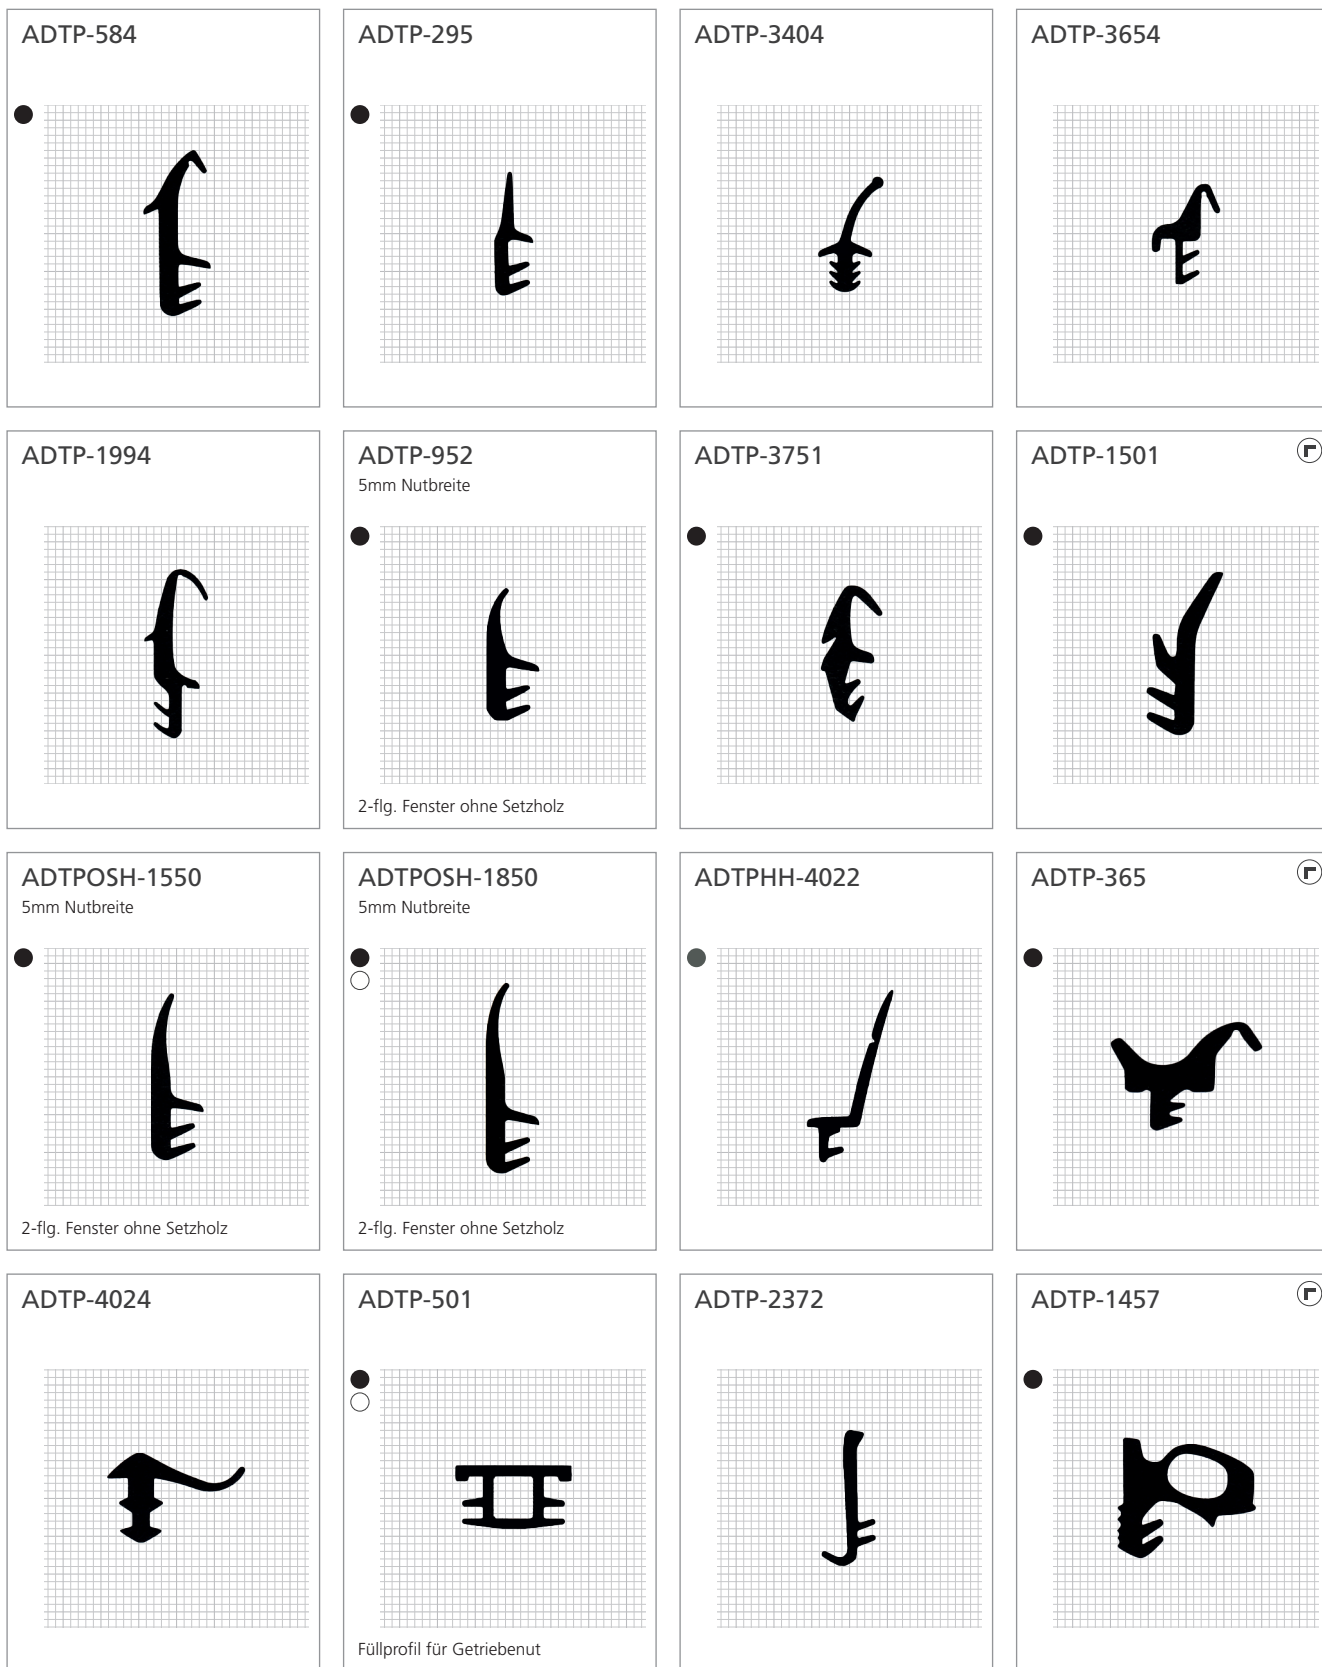 ADTP-584
ADTP-295
ADTP-3404
ADTP-3654
ADTP-1994
ADTP-952
5mm Nutbreite
2-flg. Fenster ohne Setzholz
ADTP-3751
ADTP-1501
ADTPOSH-1550
5mm Nutbreite
2-flg. Fenster ohne Setzholz
ADTPOSH-1850
5mm Nutbreite
2-flg. Fenster ohne Setzholz
ADTPHH-4022
ADTP-365
ADTP-4024
ADTP-501
Füllprofil für Getriebenut
ADTP-2372
ADTP-1457